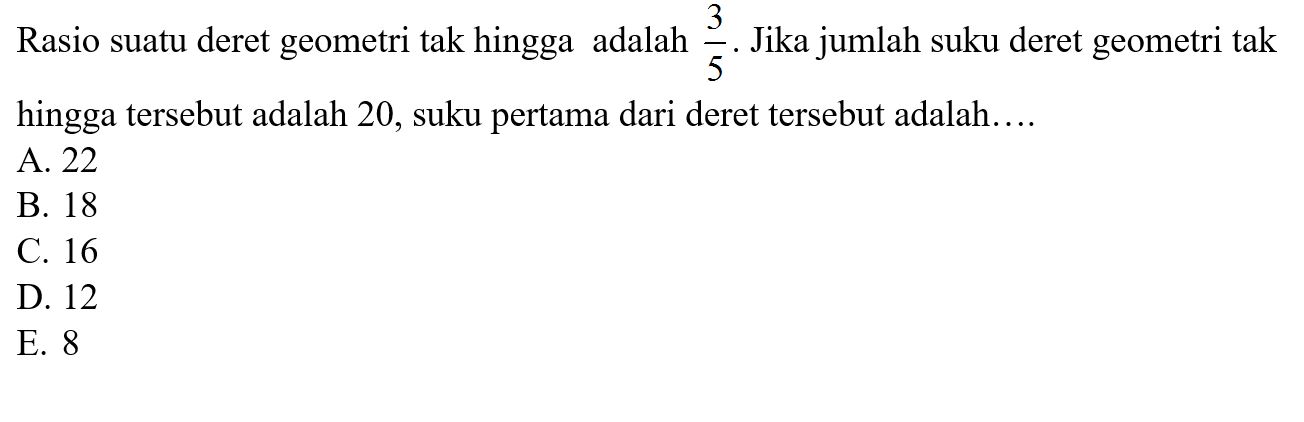 Rasio suatu deret geometri tak hingga adalah 3/5. Jika jumlah suku deret geometri tak
hingga tersebut adalah 20, suku pertama dari deret tersebut adalah….
A. 22
B. 18
C. 16
D. 12
E. 8